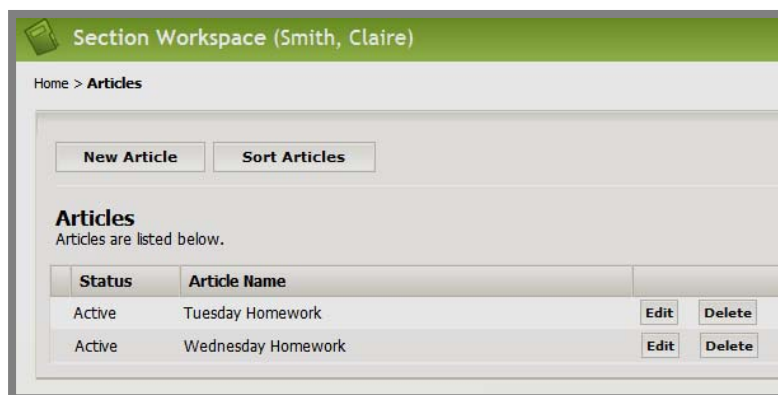 Section Workspace (Smith, Claire)
Home > Articles
New Article Sort Articles
Articles
Articles are listed below.
Status Article Name
Active Tuesday Homework Edit Delete
Active Wednesday Homework Edit Delete